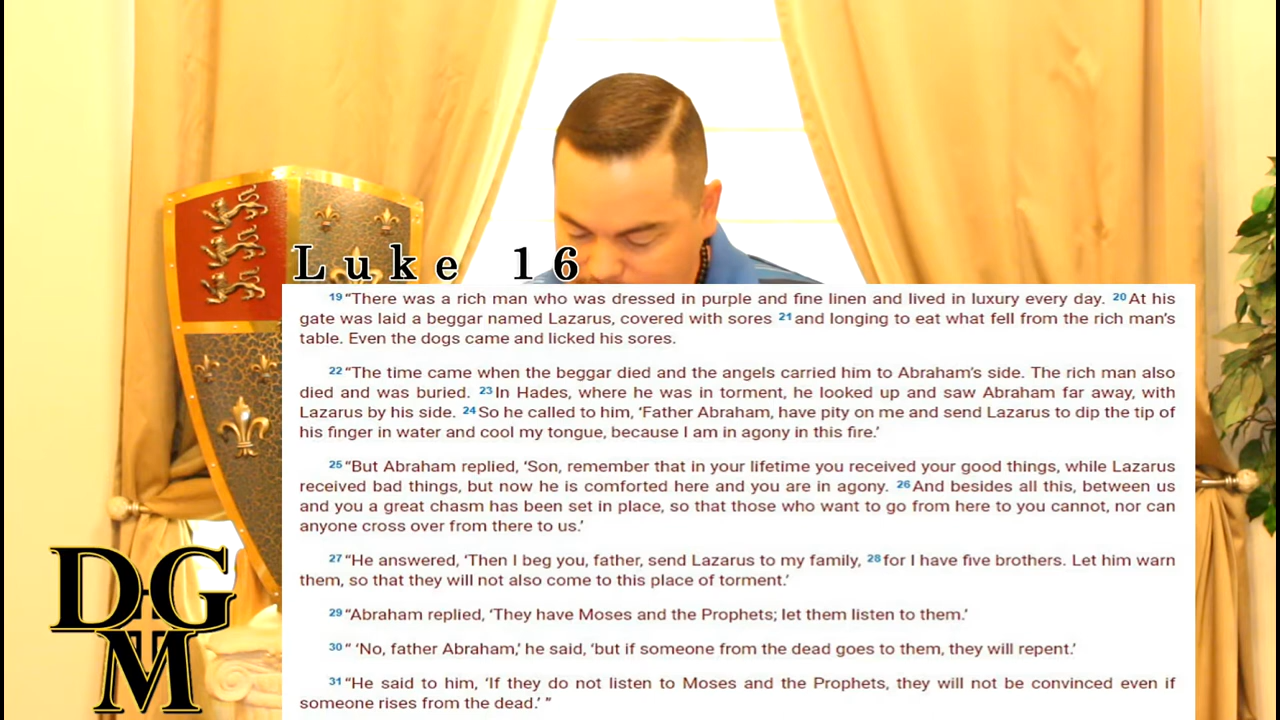 Luke 16
19 “There was a rich man who was dressed in purple and fine linen and lived in luxury every day. 20 At his
gate was laid a beggar named Lazarus, covered with sores 21 and longing to eat what fell from the rich man’s
table. Even the dogs came and licked his sores.
22 “The time came when the beggar died and the angels carried him to Abraham’s side. The rich man also
died and was buried. 23 In Hades, where he was in torment, he looked up and saw Abraham far away, with
Lazarus by his side. 24 So he called to him, ‘Father Abraham, have pity on me and send Lazarus to dip the tip of
his finger in water and cool my tongue, because I am in agony in this fire.’
25 “But Abraham replied, ‘Son, remember that in your lifetime you received your good things, while Lazarus
received bad things, but now he is comforted here and you are in agony. 26 And besides all this, between us
and you a great chasm has been set in place, so that those who want to go from here to you cannot, nor can
anyone cross over from there to us.’
27 “He answered, ‘Then I beg you, father, send Lazarus to my family, 28 for I have five brothers. Let him warn
them, so that they will not also come to this place of torment.’
29 “Abraham replied, ‘They have Moses and the Prophets; let them listen to them.’
30 “ ‘No, father Abraham,’ he said, ‘but if someone from the dead goes to them, they will repent.’
31 “He said to him, ‘If they do not listen to Moses and the Prophets, they will not be convinced even if
someone rises from the dead.’ ”
DG
M